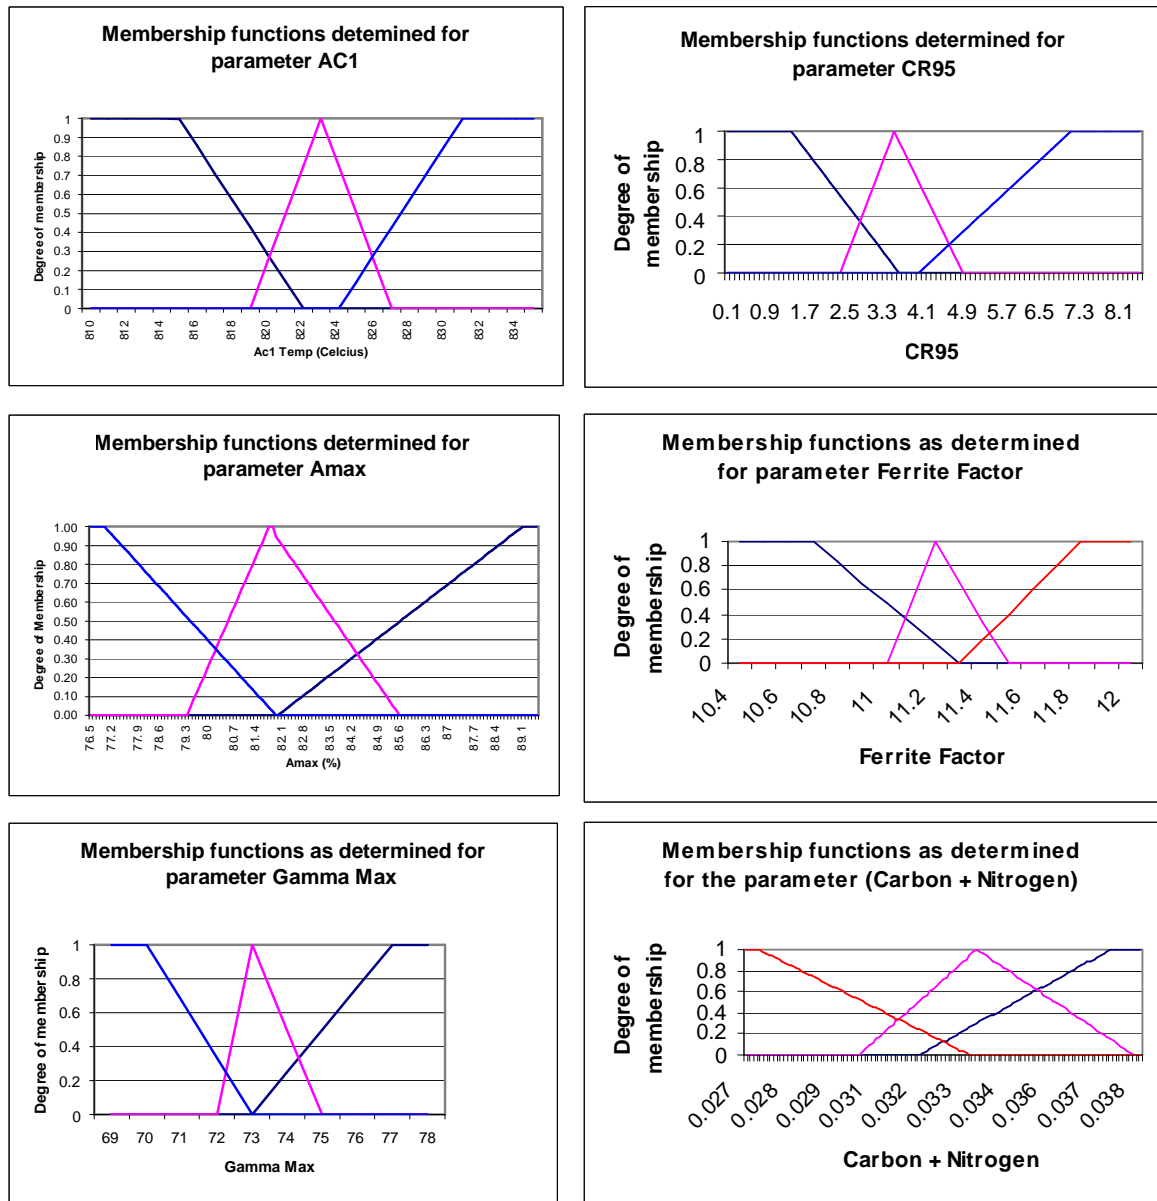 Membership functions detemined for
parameter AC1
Degree of membership
1
0.9
0.8
0.7
0.6
0.5
0.4
0.3
0.2
0.1
0
810 812 814 816 818 820 822 824 826 828 830 832 834
Ac1 Temp (Celcius)
Membership functions determined for
parameter CR95
Degree of
membership
1
0.8
0.6
0.4
0.2
0
0.1 0.9 1.7 2.5 3.3 4.1 4.9 5.7 6.5 7.3 8.1
CR95
Membership functions determined for
parameter Amax
Degree of Membership
1.00
0.90
0.80
0.70
0.60
0.50
0.40
0.30
0.20
0.10
0.00
76.5 77.2 77.9 78.6 79.3 80 80.7 81.4 82.1 82.8 83.5 84.2 84.9 85.6 86.3 87 87.7 88.4 89.1
Amax (%)
Membership functions as determined
for parameter Ferrite Factor
Degree of
membership
1
0.8
0.6
0.4
0.2
0
10.4 10.6 10.8 11 11.2 11.4 11.6 11.8 12
Ferrite Factor
Membership functions as determined for
parameter Gamma Max
Degree of membership
1
0.8
0.6
0.4
0.2
0
69 70 71 72 73 74 75 76 77 78
Gamma Max
Membership functions as determined
for the parameter (Carbon + Nitrogen)
Degree of
membership
1
0.8
0.6
0.4
0.2
0
0.027 0.028 0.029 0.031 0.032 0.033 0.034 0.036 0.037 0.038
Carbon + Nitrogen